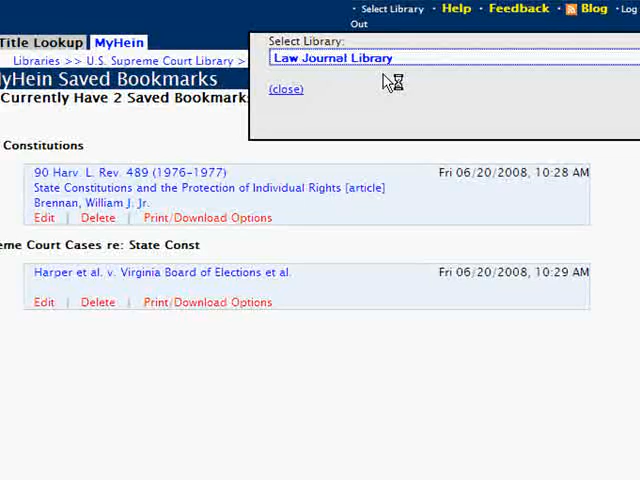 · Select Library · Help · Feedback · Blog · Log Out
Select Library:
Title Lookup MyHein
Law Journal Library
Libraries >> U.S. Supreme Court Library >
(close)
MyHein Saved Bookmarks
Currently Have 2 Saved Bookmark
Constitutions
90 Harv. L. Rev. 489 (1976-1977) Fri 06/20/2008, 10:28 AM
State Constitutions and the Protection of Individual Rights [article]
Brennan, William J. Jr.
Edit | Delete | Print/Download Options
eme Court Cases re: State Const
Harper et al. v. Virginia Board of Elections et al. Fri 06/20/2008, 10:29 AM
Edit | Delete | Print/Download Options